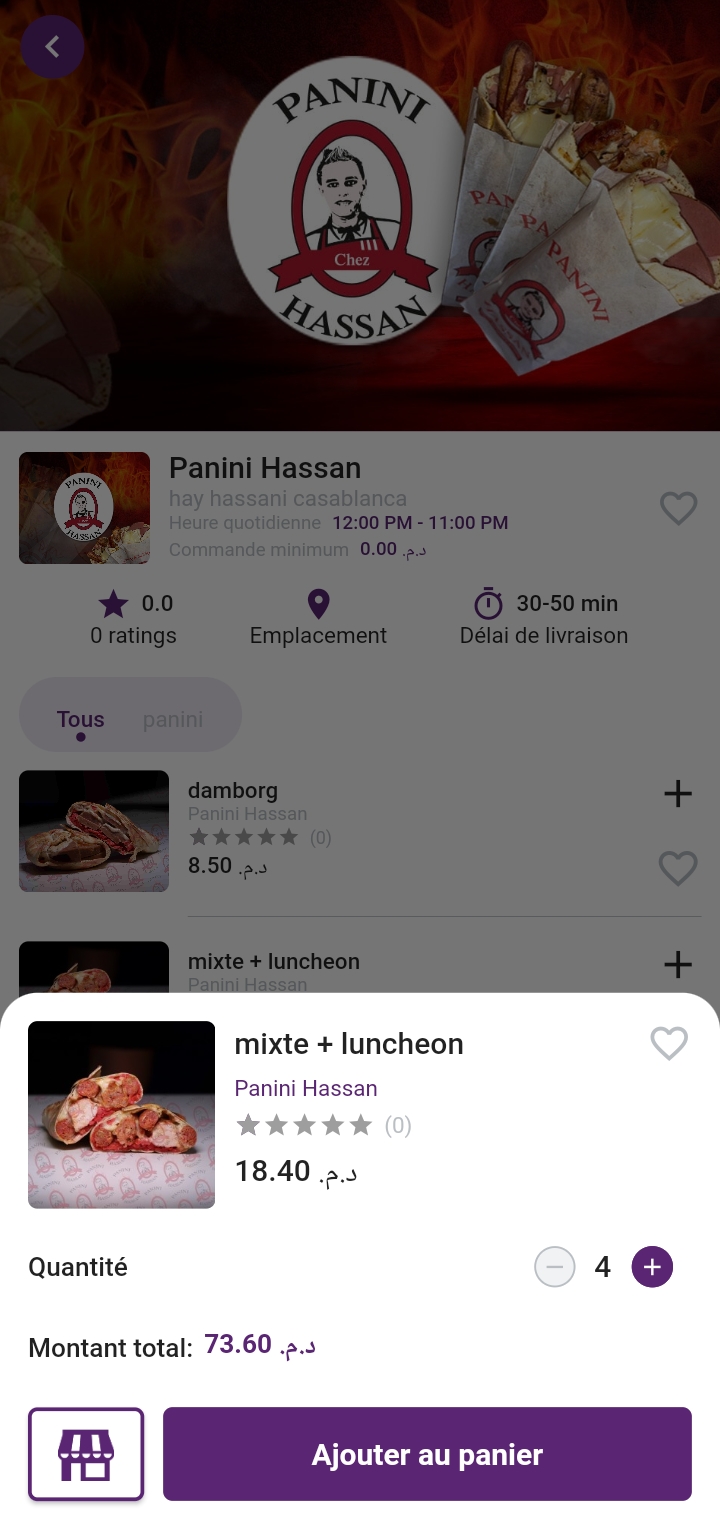 PANINI
Chez
HASSAN
PANINI
PANINI
PANINI
HASSAN
Panini Hassan
hay hassani casablanca
Heure quotidienne 12:00 PM - 11:00 PM
Commande minimum 0.00 د.م.
0.0
0 ratings
Emplacement
30-50 min
Délai de livraison
Tous
panini
damborg
Panini Hassan
(0)
8.50 د.م.
mixte + luncheon
Panini Hassan
mixte + luncheon
Panini Hassan
(0)
18.40 د.م.
Quantité
4
Montant total: 73.60 د.م.
Ajouter au panier